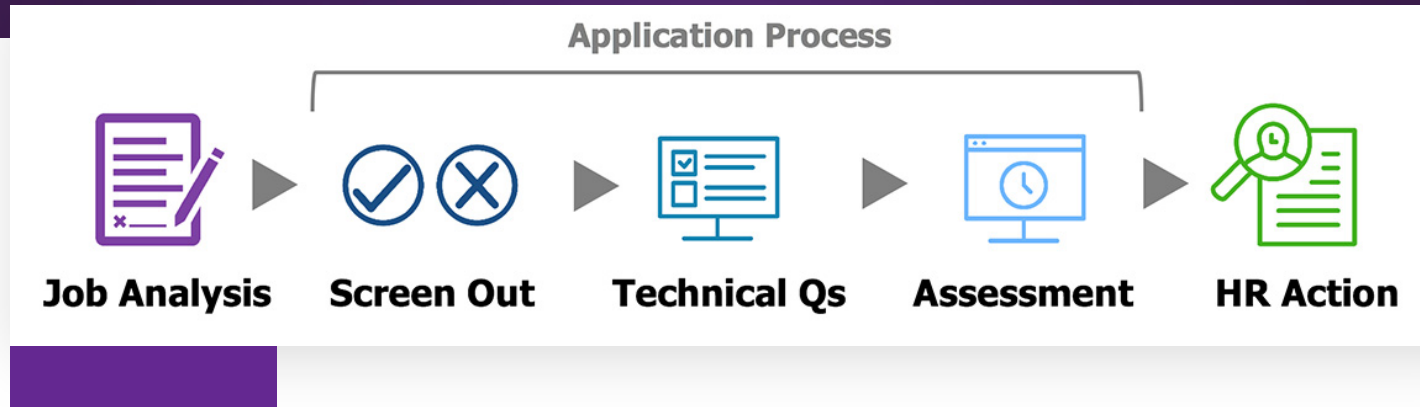 Application Process
Job Analysis
Screen Out
Technical Qs
Assessment
HR Action